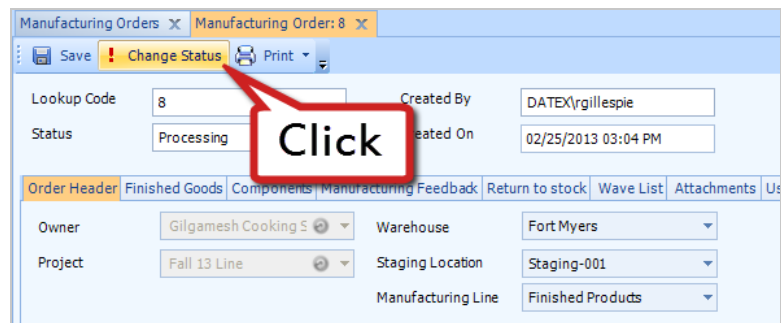 Manufacturing Orders Manufacturing Order: 8
Save Change Status Print
Lookup Code 8 Created By DATEX\rgillespie
Status Processing eated On 02/25/2013 03:04 PM
Click
Order Header Finished Goods Components Manufacturing Feedback Return to stock Wave List Attachments Us
Owner Gilgamesh Cooking S Warehouse Fort Myers
Project Fall 13 Line Staging Location Staging-001
Manufacturing Line Finished Products